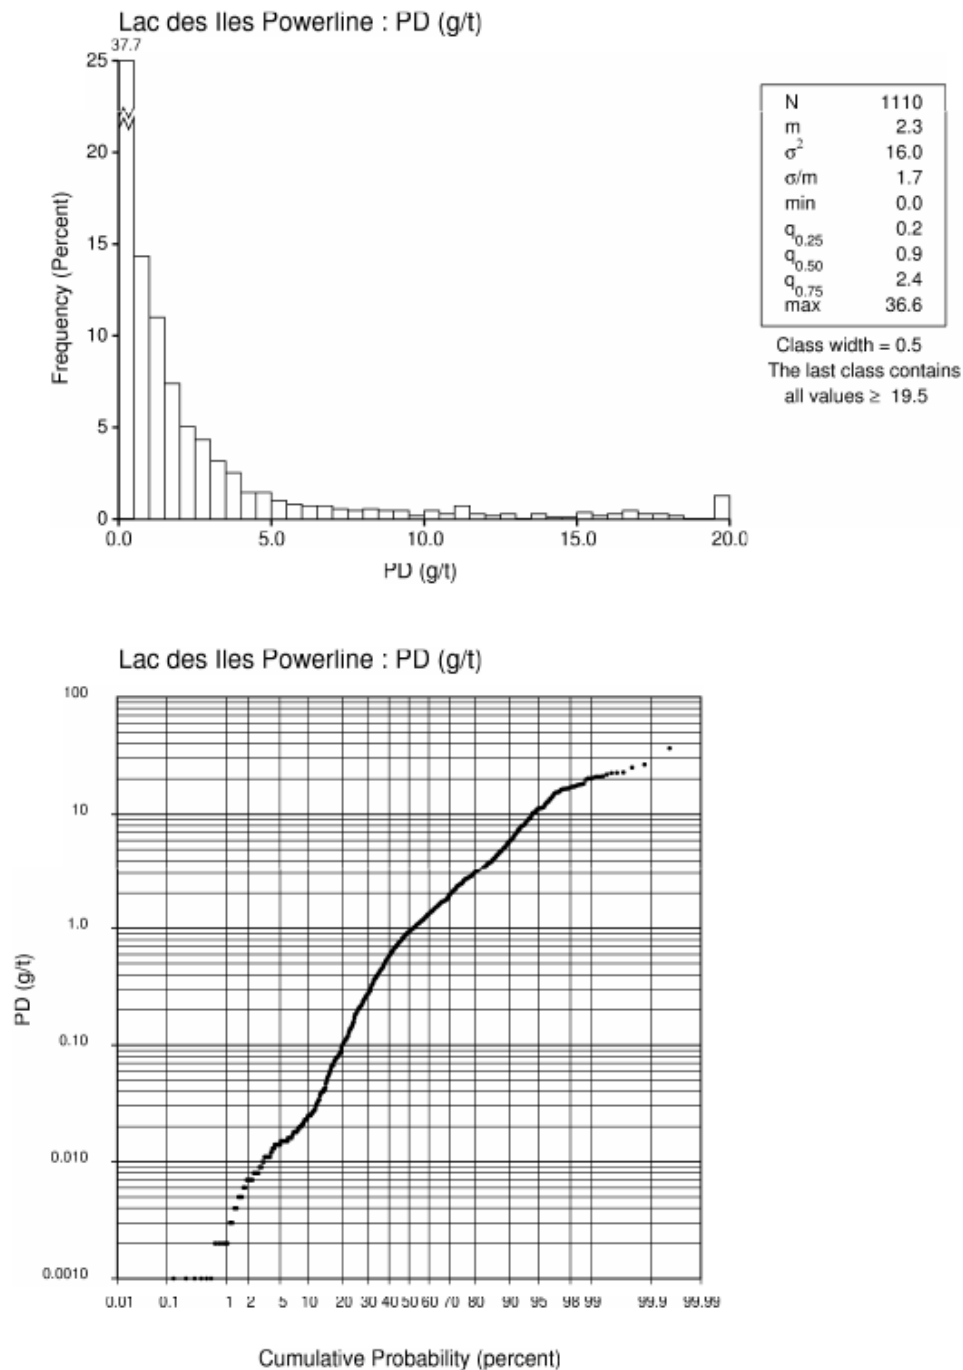 Lac des Iles Powerline : PD (g/t)
37.7
25
20
15
10
5
0
Frequency (Percent)
0.0 5.0 10.0 15.0 20.0
PD (g/t)
N 1110
m 2.3
σ² 16.0
σ/m 1.7
min 0.0
q0.25 0.2
q0.50 0.9
q0.75 2.4
max 36.6
Class width = 0.5
The last class contains
all values ≥ 19.5
Lac des Iles Powerline : PD (g/t)
100
10
1.0
0.10
0.010
0.0010
PD (g/t)
0.01 0.1 1 2 5 10 20 30 40 50 60 70 80 90 95 98 99 99.9 99.99
Cumulative Probability (percent)